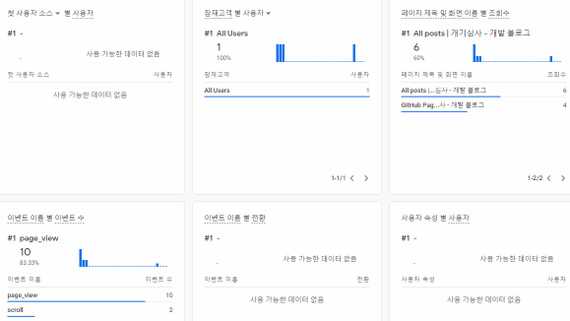 첫 사용자 소스 ▾ 별 사용자
#1 -
-
사용 가능한 데이터 없음
첫 사용자 소스 사용자
사용 가능한 데이터 없음
잠재고객 별 사용자 ▾
#1 All Users
1
100%
잠재고객 사용자
All Users 1
1-1/1 < >
페이지 제목 및 화면 이름 별 조회수
#1 All posts | 개기심사 - 개발 블로그
6
60%
페이지 제목 및 화면 이름 조회수
All posts |...심사 - 개발 블로그 6
GitHub Pag...사 - 개발 블로그 4
1-2/2 < >
이벤트 이름 별 이벤트 수
#1 page_view
10
83.33%
이벤트 이름 이벤트 수
page_view 10
scroll 2
이벤트 이름 별 전환
#1 -
-
사용 가능한 데이터 없음
이벤트 이름 전환
사용 가능한 데이터 없음
사용자 속성 별 사용자
#1 -
-
사용 가능한 데이터 없음
사용자 속성 사용자
사용 가능한 데이터 없음